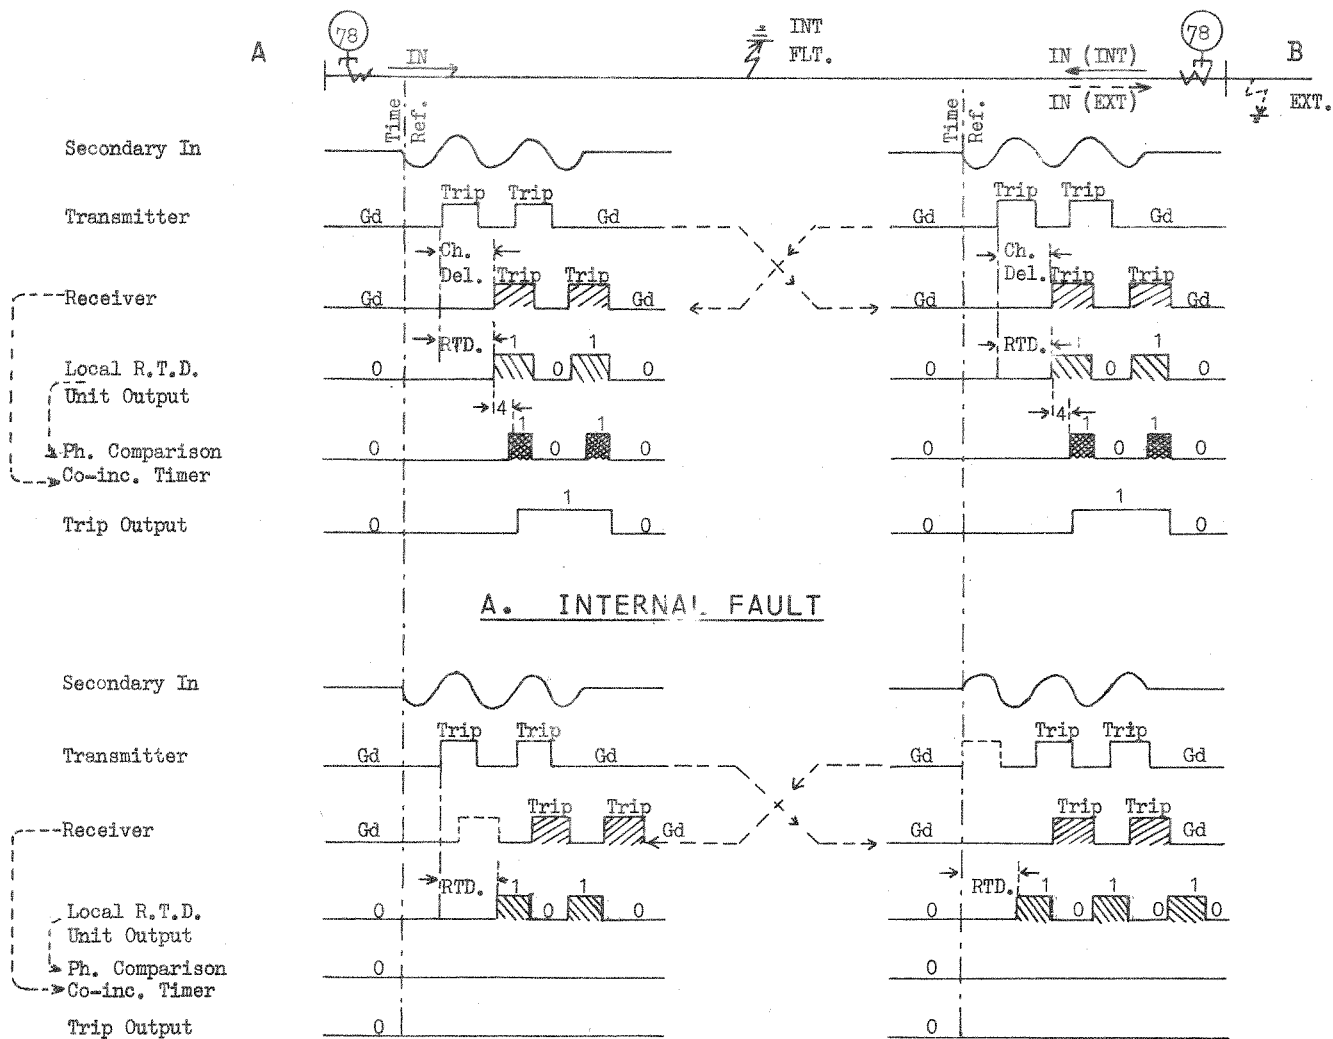 A 78 IN INT FLT. IN (INT) IN (EXT) 78 B EXT.
Time Ref. Time Ref.
Secondary In
Trip Trip Trip Trip
Transmitter Gd Gd Gd Gd
Ch. Del. Trip Trip Ch. Del. Trip Trip
Receiver Gd Gd Gd Gd
RTD. 1 1 RTD. 1 1
Local R.T.D. 0 0 0 0 0 0
Unit Output
4 1 1 4 1 1
Ph. Comparison 0 0 0 0 0 0
Co-inc. Timer
1 1
Trip Output 0 0 0 0
A. INTERNAL FAULT
Secondary In
Trip Trip Trip Trip
Transmitter Gd Gd Gd Gd
Trip Trip Trip Trip
Receiver Gd Gd Gd Gd
RTD. 1 1 RTD. 1 1 1
Local R.T.D. 0 0 0 0 0 0 0
Unit Output
Ph. Comparison 0 0
Co-inc. Timer
Trip Output 0 0